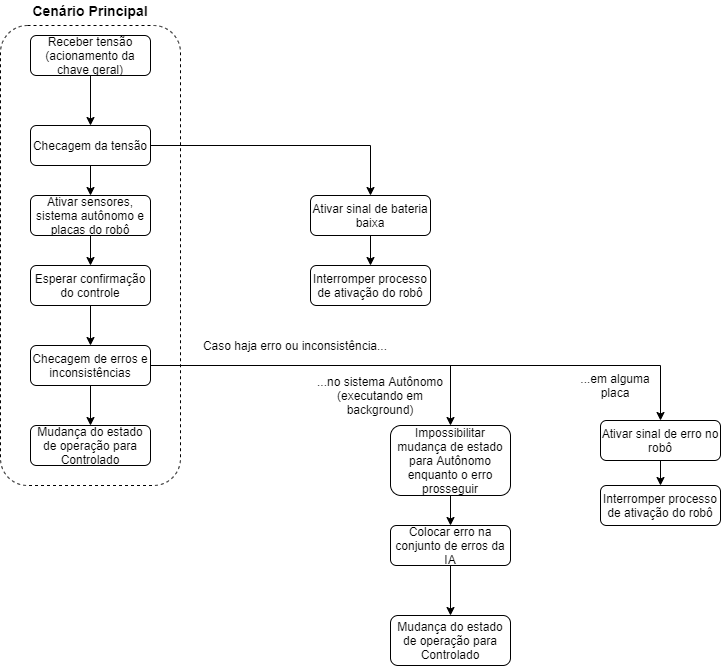 Cenário Principal
Receber tensão
(acionamento da
chave geral)
Checagem da tensão
Ativar sensores,
sistema autônomo e
placas do robô
Ativar sinal de bateria
baixa
Esperar confirmação
do controle
Interromper processo
de ativação do robô
Checagem de erros e
inconsistências
Caso haja erro ou inconsistência...
...no sistema Autônomo
(executando em
background)
...em alguma
placa
Mudança do estado
de operação para
Controlado
Impossibilitar
mudança de estado
para Autônomo
enquanto o erro
prosseguir
Ativar sinal de erro no
robô
Interromper processo
de ativação do robô
Colocar erro na
conjunto de erros da
IA
Mudança do estado
de operação para
Controlado